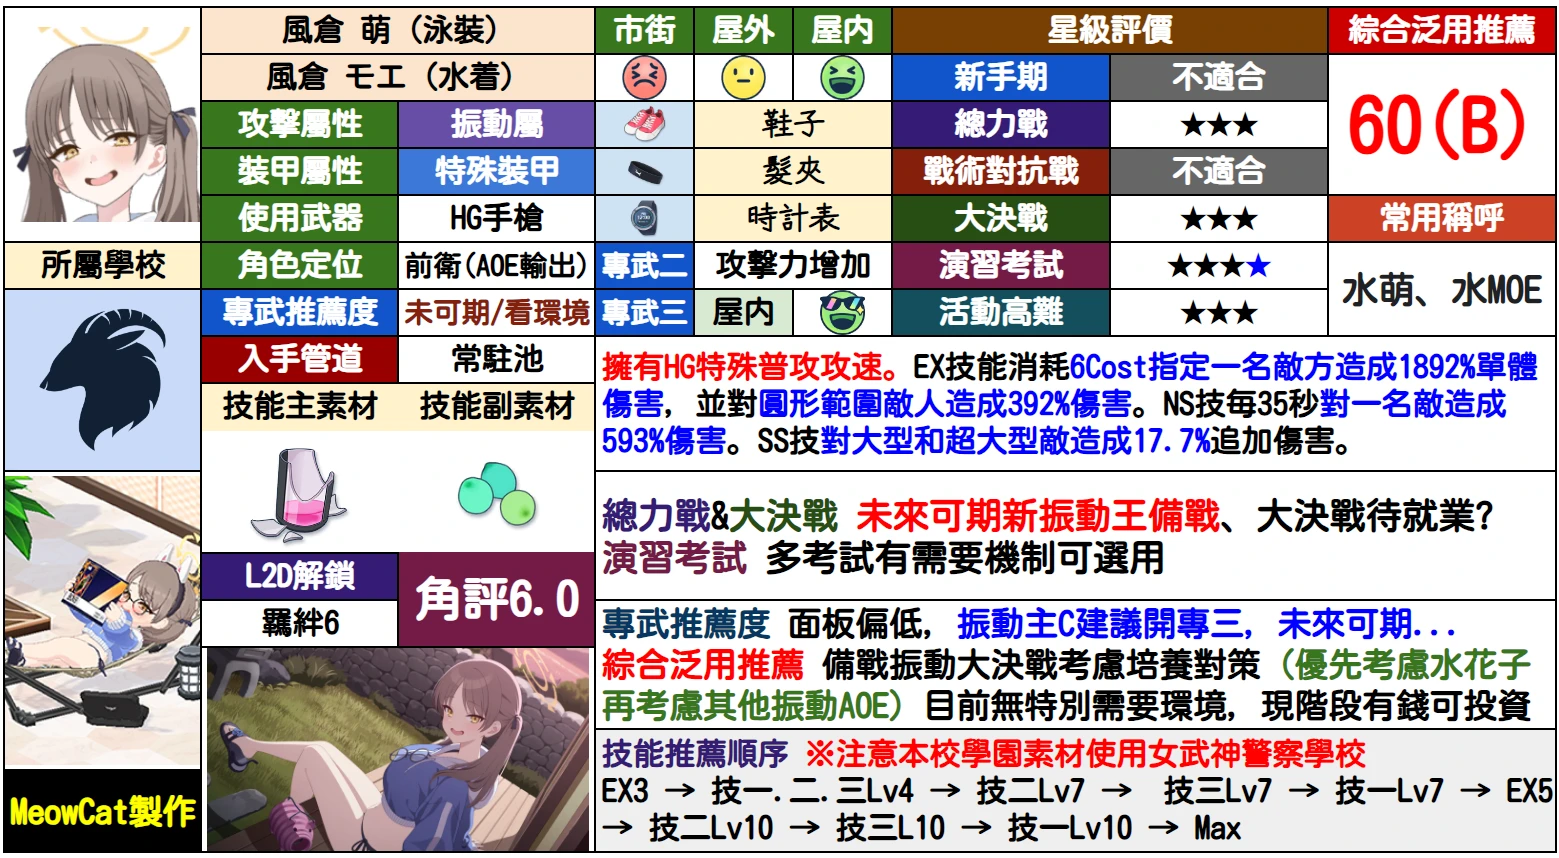 風倉 萌 (泳裝)
風倉 モエ (水着)
市街 屋外 屋内
星級評價
綜合泛用推薦
新手期 不適合
60(B)
攻擊屬性 振動屬
鞋子
總力戰 ★★★
裝甲屬性 特殊裝甲
髮夾
戰術對抗戰 不適合
使用武器 HG手槍
時計表
大決戰 ★★★
常用稱呼
所屬學校
角色定位 前衛(AOE輸出)
專武二 攻擊力增加
演習考試 ★★★★
水萌、水MOE
專武推薦度 未可期/看環境
專武三 屋内
活動高難 ★★★
入手管道 常駐池
技能主素材 技能副素材
擁有HG特殊普攻攻速。EX技能消耗6Cost指定一名敵方造成1892%單體
傷害, 並對圓形範圍敵人造成392%傷害。NS技每35秒對一名敵造成
593%傷害。SS技對大型和超大型敵造成17.7%追加傷害。
總力戰&大決戰 未來可期新振動王備戰、大決戰待就業?
演習考試 多考試有需要機制可選用
L2D解鎖
羈絆6
角評6.0
專武推薦度 面板偏低, 振動主C建議開專三, 未來可期...
綜合泛用推薦 備戰振動大決戰考慮培養對策 (優先考慮水花子
再考慮其他振動AOE) 目前無特別需要環境, 現階段有錢可投資
技能推薦順序 ※注意本校學園素材使用女武神警察學校
EX3 → 技一.二.三Lv4 → 技二Lv7 → 技三Lv7 → 技一Lv7 → EX5
→ 技二Lv10 → 技三L10 → 技一Lv10 → Max
MeowCat製作